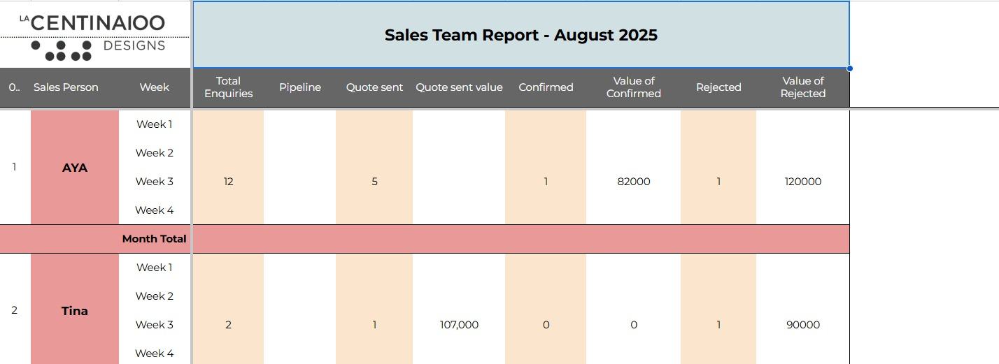 LA CENTINAIOO
DESIGNS
Sales Team Report - August 2025
0.. Sales Person Week Total Enquiries Pipeline Quote sent Quote sent value Confirmed Value of Confirmed Rejected Value of Rejected
Week 1
Week 2
1 AYA
Week 3 12 5 1 82000 1 120000
Week 4
Month Total
Week 1
Week 2
2 Tina
Week 3 2 1 107,000 0 0 1 90000
Week 4